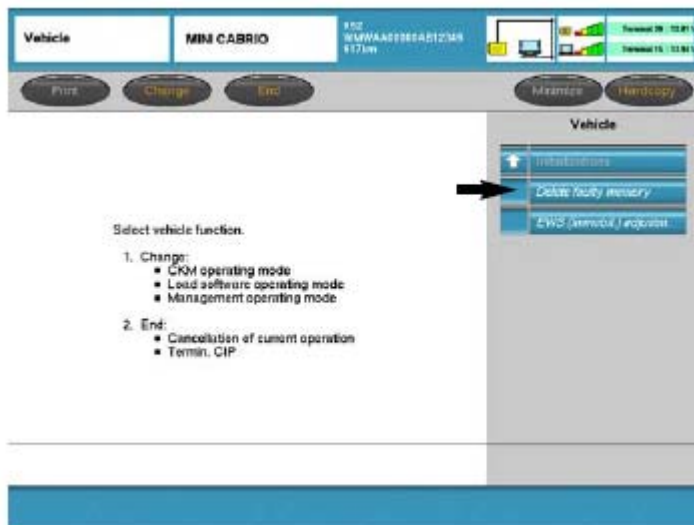 Vehicle
MINI CABRIO
R52
617km
Print
Change
End
Minimize
Hardcopy
Vehicle
Initializations
Delete faulty memory
EWS (immobil.)
Select vehicle function.
1. Change:
▪ CKM operating mode
▪ Load software operating mode
▪ Management operating mode
2. End:
▪ Cancellation of current operation
▪ Termin. CIP